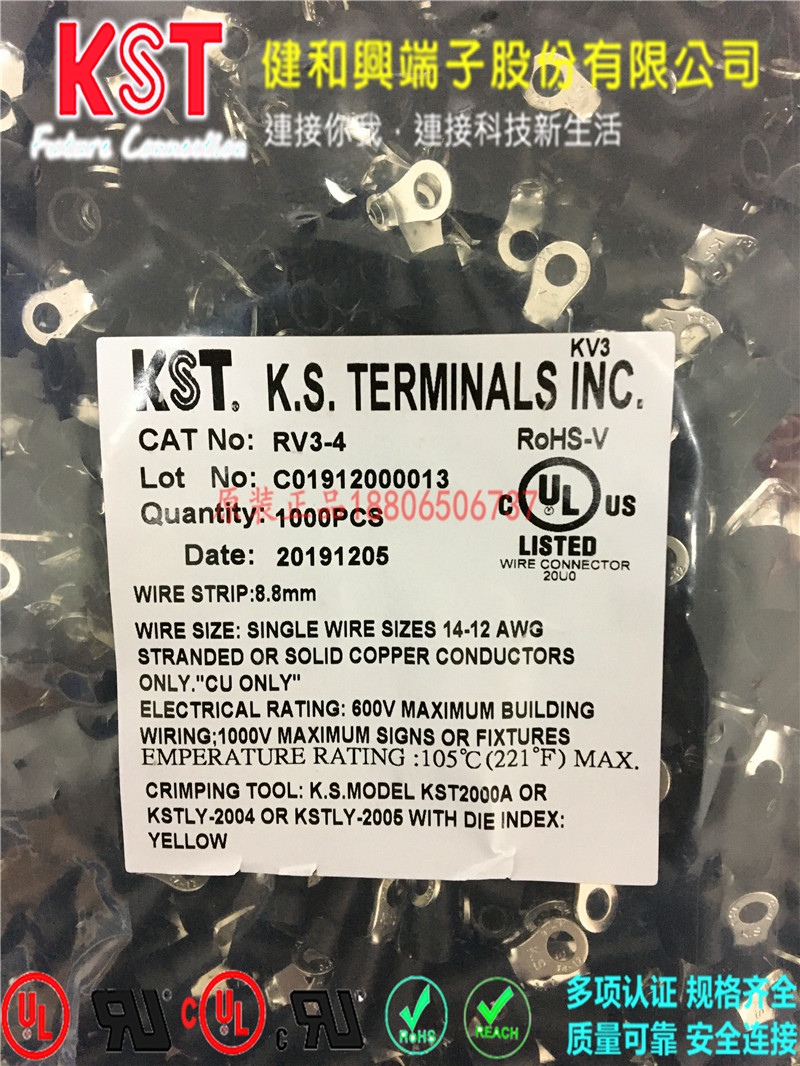 KST
健和興端子股份有限公司
連接你我，連接科技新生活
Future Connection
KV3
KST® K.S. TERMINALS INC.
CAT No: RV3-4
RoHS-V
Lot No: C01912000013
原装正品18806506787
Quantity: 1000PCS
C UL US
Date: 20191205
LISTED
WIRE CONNECTOR
20U0
WIRE STRIP:8.8mm
WIRE SIZE: SINGLE WIRE SIZES 14-12 AWG
STRANDED OR SOLID COPPER CONDUCTORS
ONLY."CU ONLY"
ELECTRICAL RATING: 600V MAXIMUM BUILDING
WIRING;1000V MAXIMUM SIGNS OR FIXTURES
EMPERATURE RATING :105℃(221℉) MAX.
CRIMPING TOOL: K.S.MODEL KST2000A OR
KSTLY-2004 OR KSTLY-2005 WITH DIE INDEX:
YELLOW
K.S
UL
c UL
c
RoHS
REACH
多项认证 规格齐全
质量可靠 安全连接